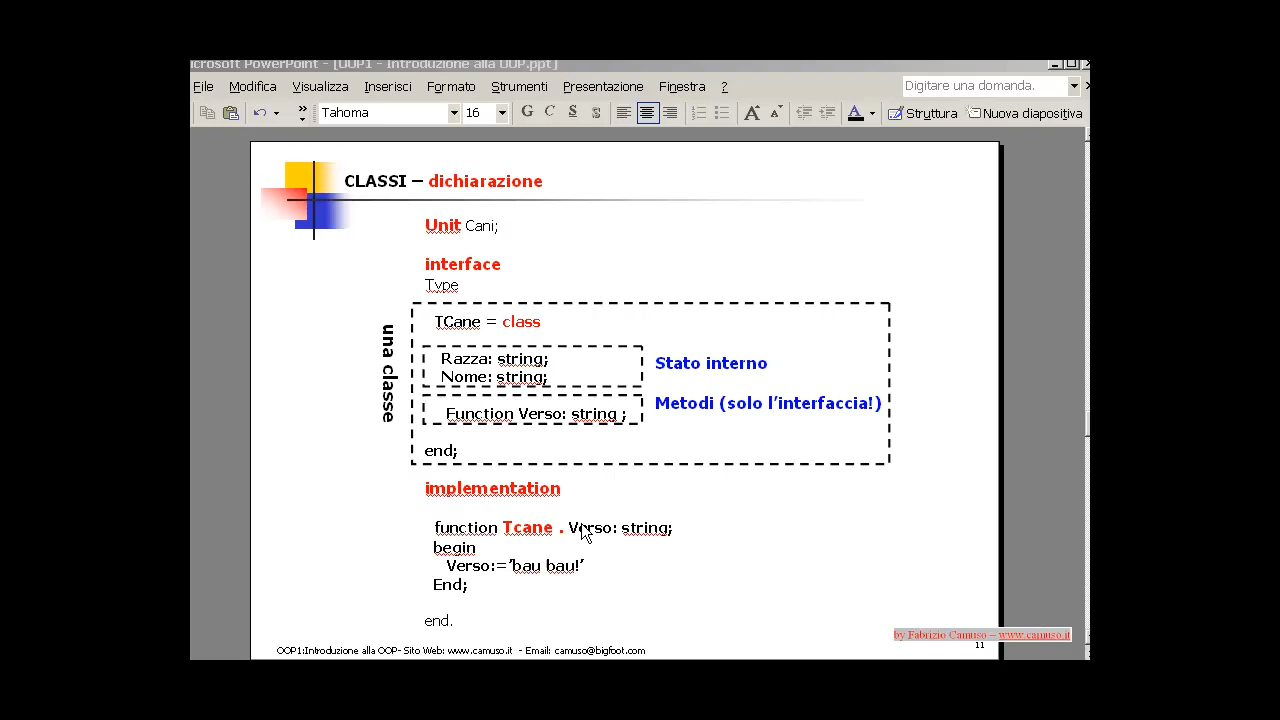 crosoft PowerPoint - [OOP1 - Introduzione alla OOP.ppt]
File Modifica Visualizza Inserisci Formato Strumenti Presentazione Finestra ? Digitare una domanda.
Tahoma 16 G C S S A A A Struttura Nuova diapositiva
CLASSI – dichiarazione
Unit Cani;
interface
Type
TCane = class
Razza: string;
Nome: string;
Stato interno
Function Verso: string ;
Metodi (solo l'interfaccia!)
end;
una classe
implementation
function Tcane . Verso: string;
begin
Verso:='bau bau!'
End;
end.
by Fabrizio Camuso – www.camuso.it
OOP Introduzione alla OOP- Sito Web: www.camuso.it - Email: camuso@bigfoot.com
11